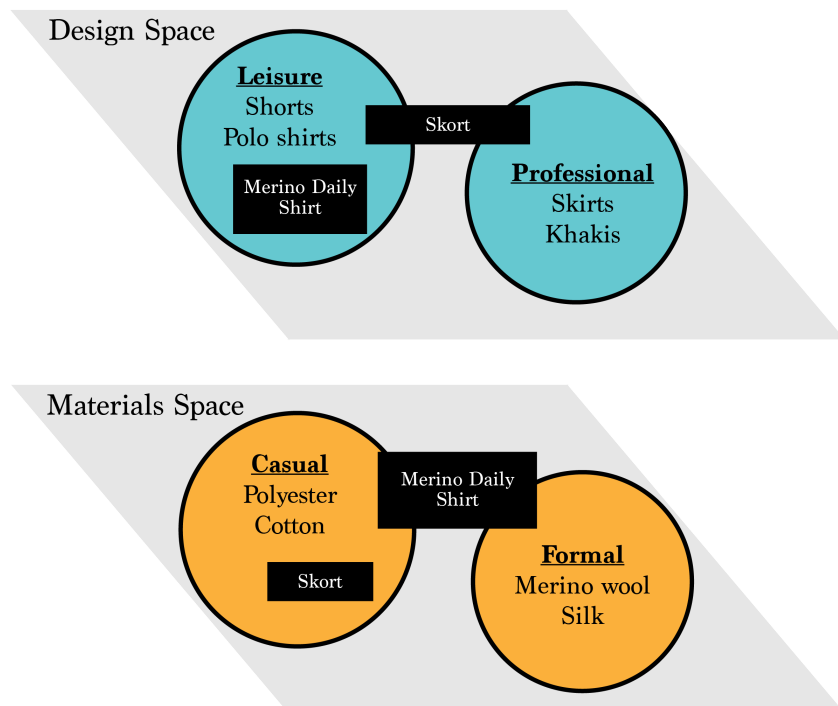 Design Space
Leisure
Shorts
Polo shirts
Skort
Merino Daily
Shirt
Professional
Skirts
Khakis
Materials Space
Casual
Polyester
Cotton
Merino Daily
Shirt
Skort
Formal
Merino wool
Silk